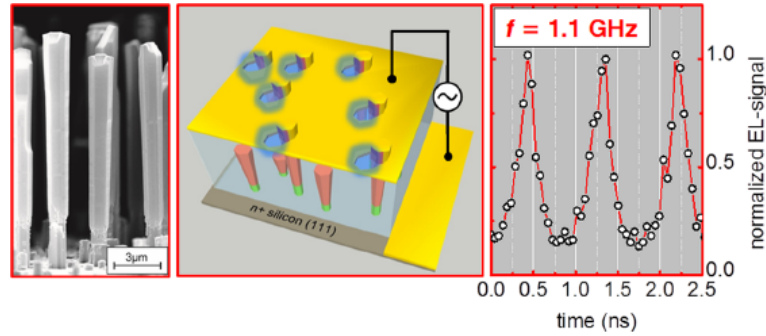 3µm
n+ silicon (111)
f = 1.1 GHz
1.0
0.5
0.0
normalized EL-signal
0.0 0.5 1.0 1.5 2.0 2.5
time (ns)